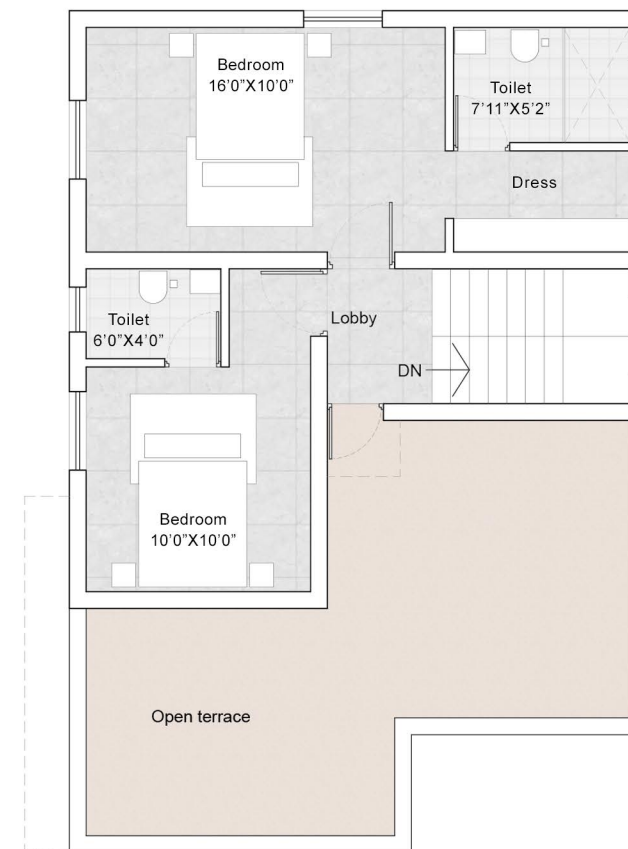 Bedroom
16'0"X10'0"
Toilet
7'11"X5'2"
Dress
Toilet
6'0"X4'0"
Lobby
DN
Bedroom
10'0"X10'0"
Open terrace